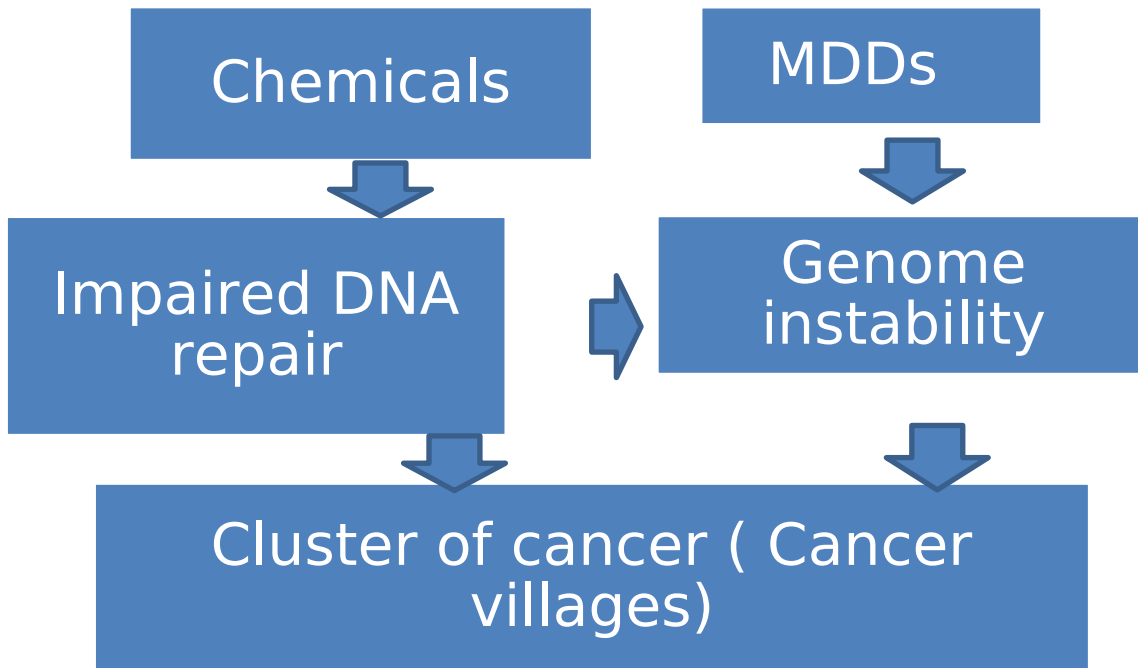 Chemicals
MDDs
Impaired DNA
repair
Genome
instability
Cluster of cancer ( Cancer
villages)